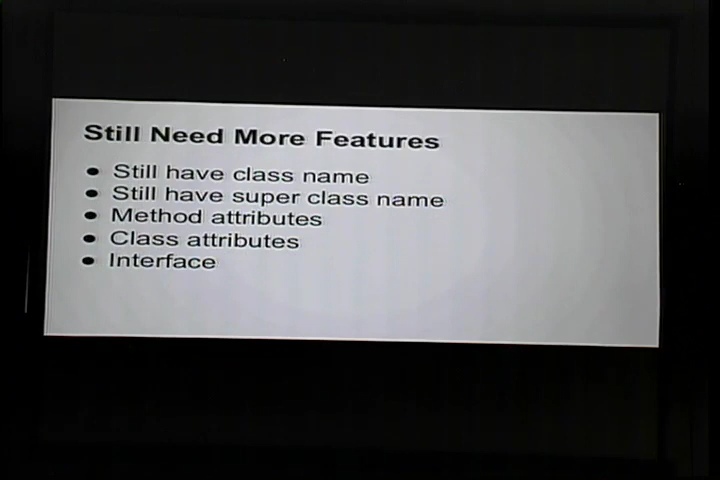 Still Need More Features
● Still have class name
● Still have super class name
● Method attributes
● Class attributes
● Interface